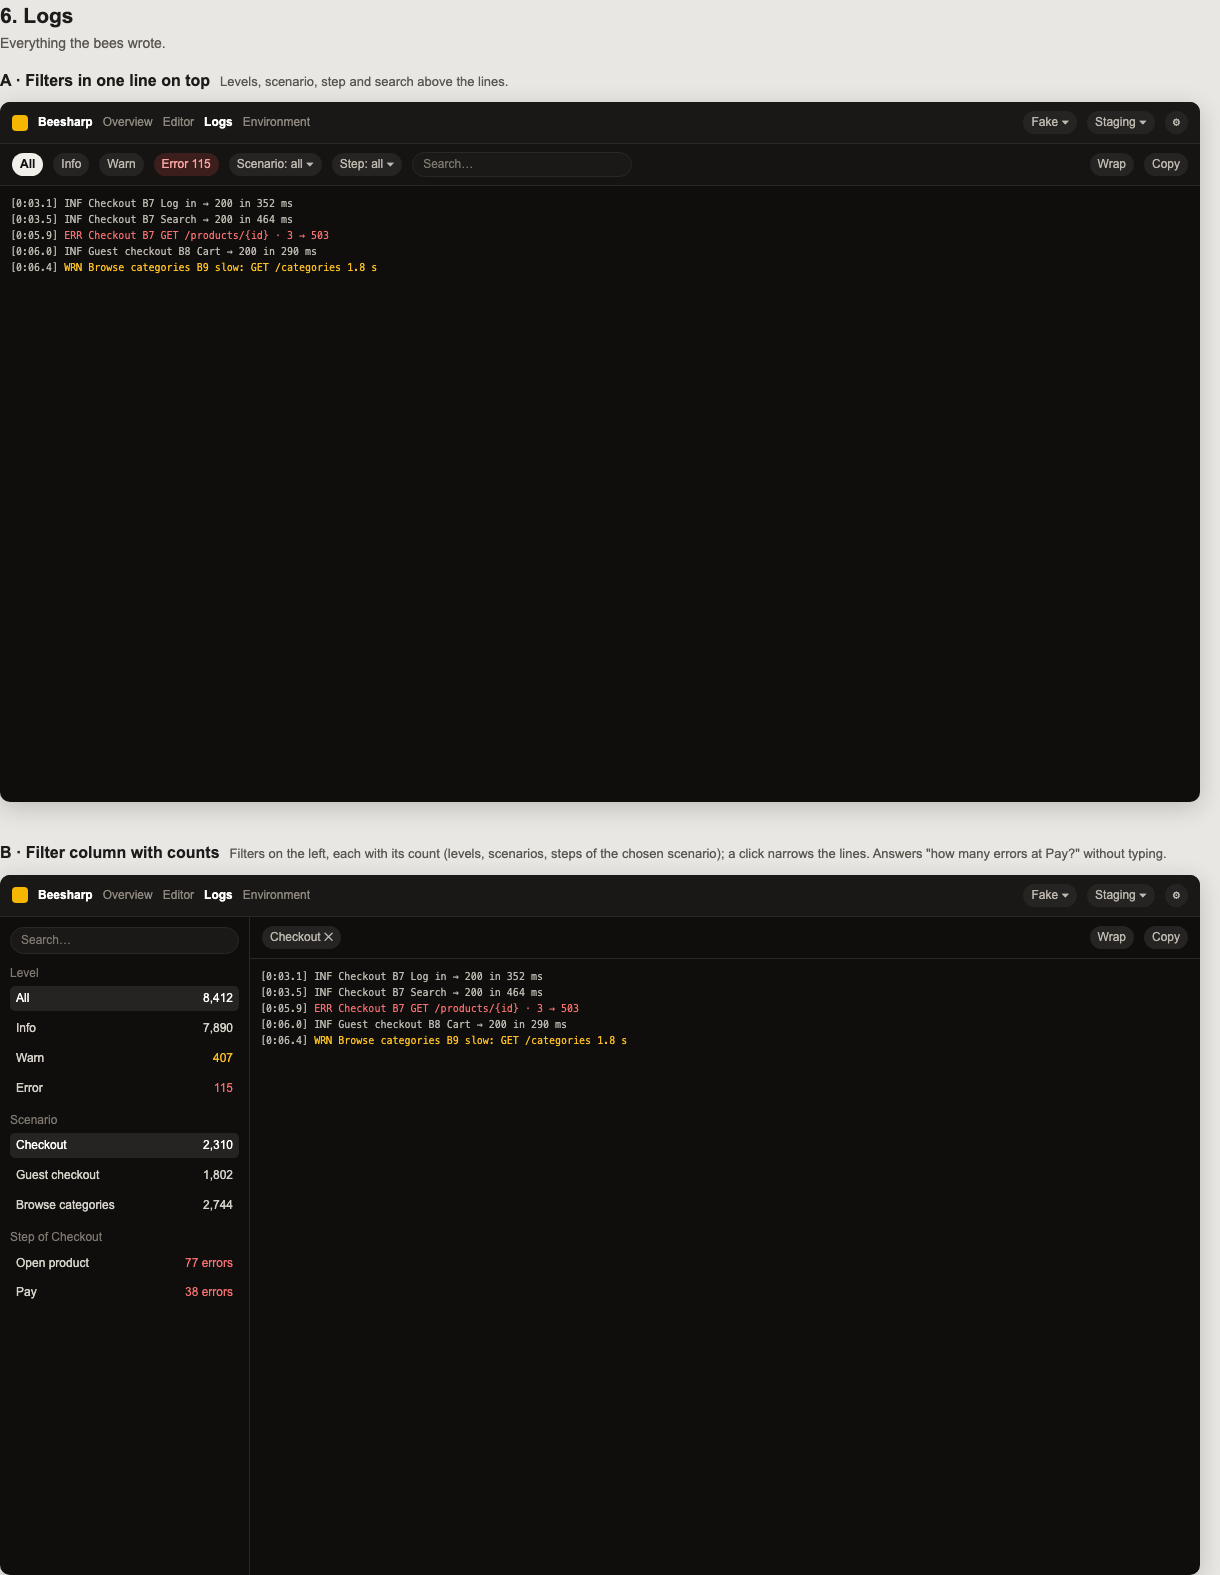 6. Logs
Everything the bees wrote.
A · Filters in one line on top Levels, scenario, step and search above the lines.
Beesharp Overview Editor Logs Environment Fake Staging
All Info Warn Error 115 Scenario: all Step: all Search… Wrap Copy
[0:03.1] INF Checkout B7 Log in → 200 in 352 ms
[0:03.5] INF Checkout B7 Search → 200 in 464 ms
[0:05.9] ERR Checkout B7 GET /products/{id} · 3 → 503
[0:06.0] INF Guest checkout B8 Cart → 200 in 290 ms
[0:06.4] WRN Browse categories B9 slow: GET /categories 1.8 s
B · Filter column with counts Filters on the left, each with its count (levels, scenarios, steps of the chosen scenario); a click narrows the lines. Answers "how many errors at Pay?" without typing.
Beesharp Overview Editor Logs Environment Fake Staging
Search…
Level
All 8,412
Info 7,890
Warn 407
Error 115
Scenario
Checkout 2,310
Guest checkout 1,802
Browse categories 2,744
Step of Checkout
Open product 77 errors
Pay 38 errors
Checkout ✕ Wrap Copy
[0:03.1] INF Checkout B7 Log in → 200 in 352 ms
[0:03.5] INF Checkout B7 Search → 200 in 464 ms
[0:05.9] ERR Checkout B7 GET /products/{id} · 3 → 503
[0:06.0] INF Guest checkout B8 Cart → 200 in 290 ms
[0:06.4] WRN Browse categories B9 slow: GET /categories 1.8 s